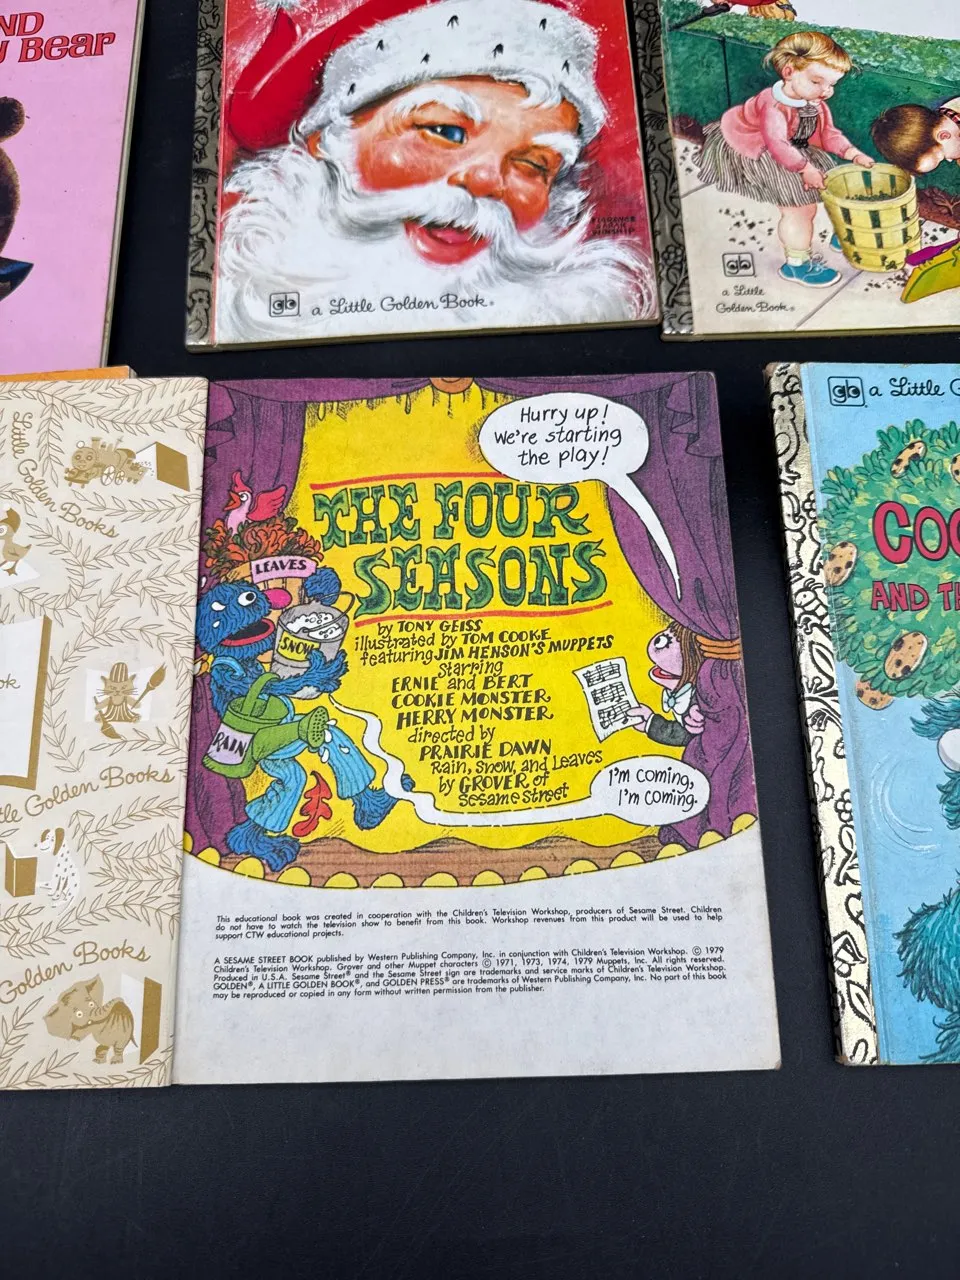 ND
y Bear
FLORENCE
SARAH
WINSHIP
gb a Little Golden Book®
gb
a Little
Golden Book®
Little Golden Books
ok
tle Golden Books
Golden Books
Hurry up!
We're starting
the play!
THE FOUR
SEASONS
LEAVES
SNOW
RAIN
by TONY GEISS
illustrated by TOM COOKE
featuring JIM HENSON'S MUPPETS
Starring
ERNIE and BERT
COOKIE MONSTER
HERRY MONSTER
directed by
PRAIRIE DAWN
Rain, Snow, and Leaves
by GROVER of
Sesame Street
I'm coming,
I'm coming.
This educational book was created in cooperation with the Children's Television Workshop, producers of Sesame Street. Children
do not have to watch the television show to benefit from this book. Workshop revenues from this product will be used to help
support CTW educational projects.
A SESAME STREET BOOK published by Western Publishing Company, Inc. in conjunction with Children's Television Workshop. © 1979
Children's Television Workshop. Grover and other Muppet characters © 1971, 1973, 1974, 1979 Muppets, Inc. All rights reserved.
Produced in U.S.A. Sesame Street® and the Sesame Street sign are trademarks and service marks of Children's Television Workshop.
GOLDEN®, A LITTLE GOLDEN BOOK®, and GOLDEN PRESS® are trademarks of Western Publishing Company, Inc. No part of this book
may be reproduced or copied in any form without written permission from the publisher.
gb a Little G
COO
AND TH